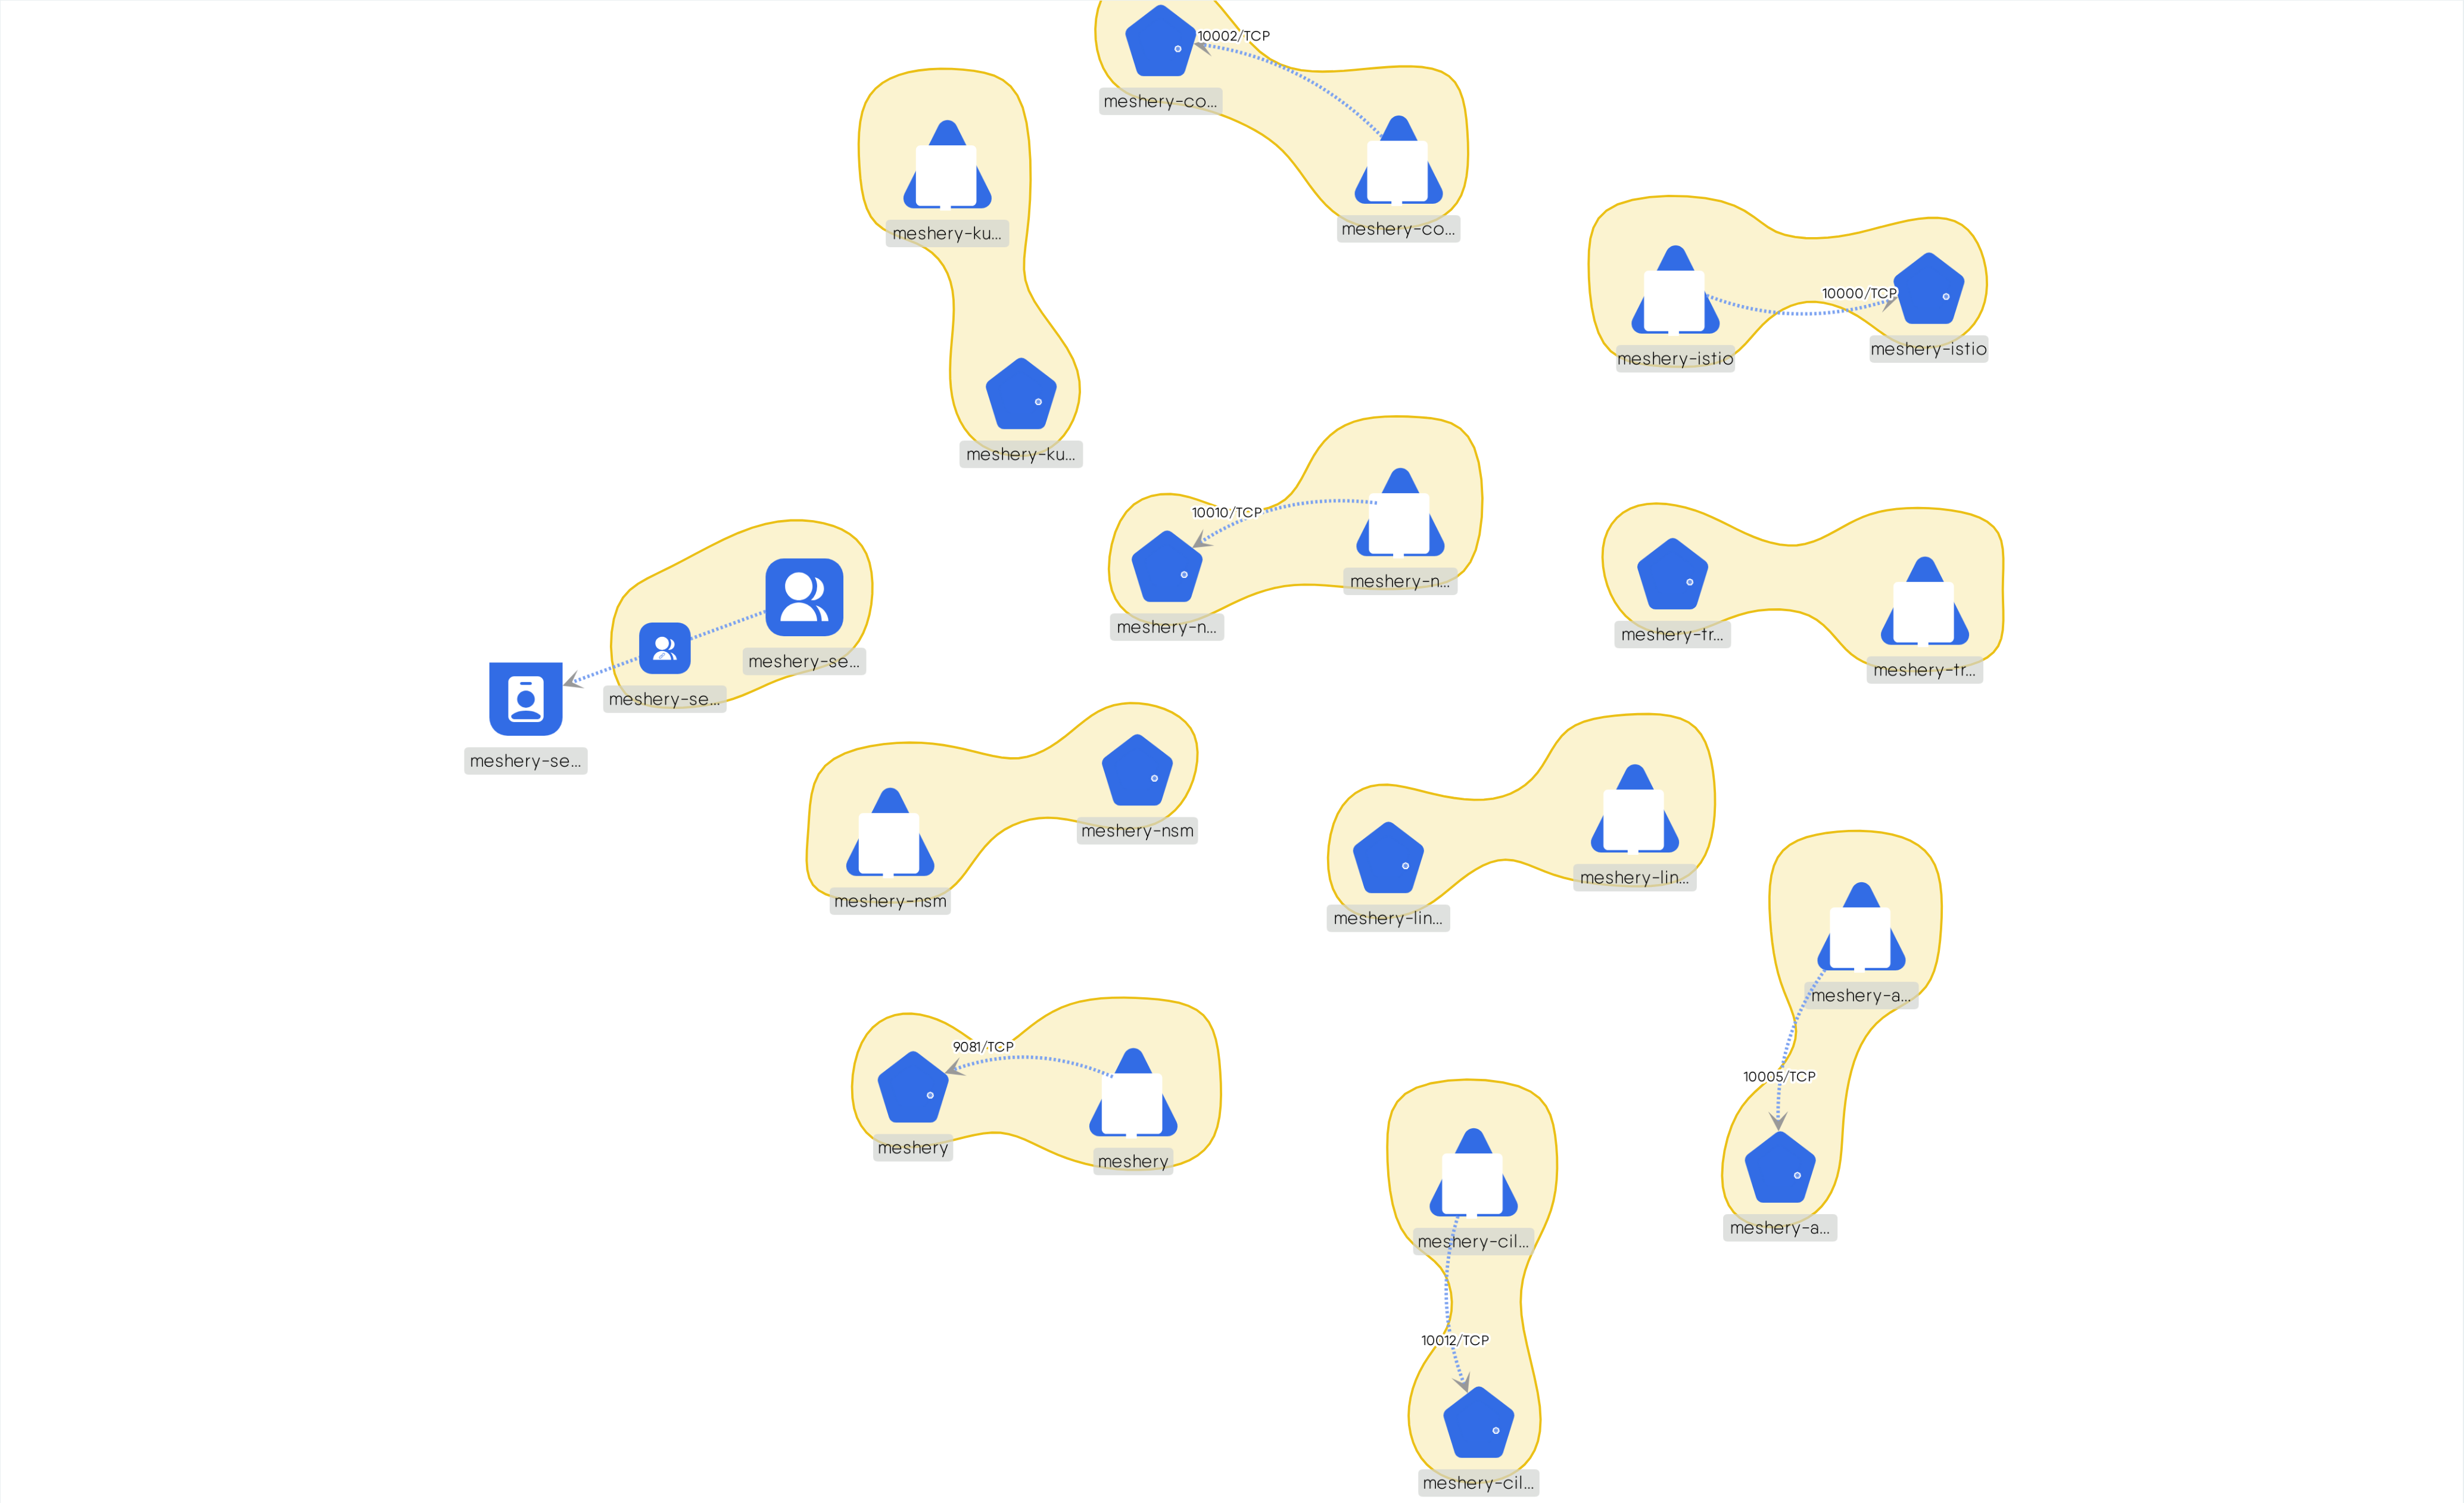 10002/TCP
meshery-co...
meshery-co...
meshery-ku...
10000/TCP
meshery-istio
meshery-istio
meshery-ku...
10010/TCP
meshery-n...
meshery-n...
meshery-tr...
meshery-tr...
meshery-se...
meshery-se...
meshery-se...
meshery-nsm
meshery-nsm
meshery-lin...
meshery-lin...
meshery-a...
10005/TCP
meshery-a...
9081/TCP
meshery
meshery
meshery-cil...
10012/TCP
meshery-cil...